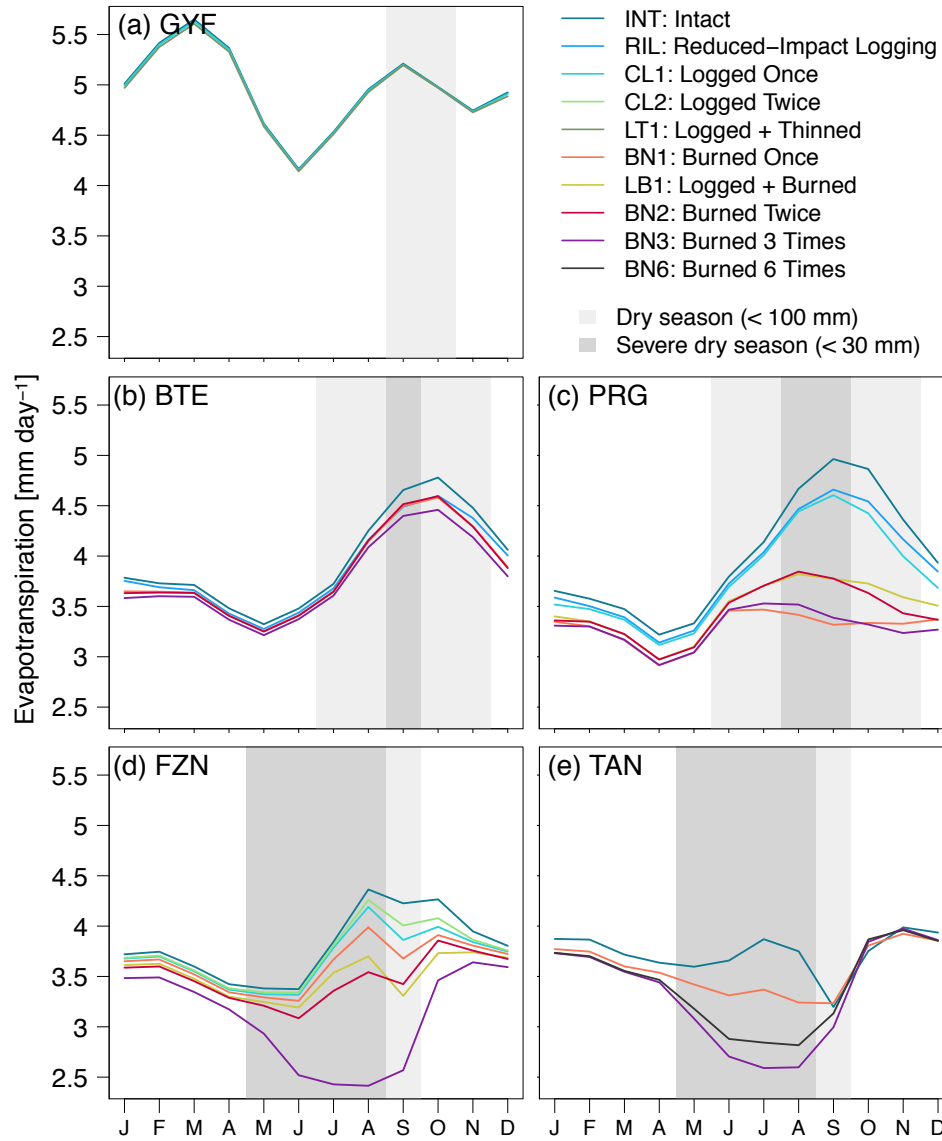 (a) GYF
5.5
5
4.5
4
3.5
3
2.5
INT: Intact
RIL: Reduced−Impact Logging
CL1: Logged Once
CL2: Logged Twice
LT1: Logged + Thinned
BN1: Burned Once
LB1: Logged + Burned
BN2: Burned Twice
BN3: Burned 3 Times
BN6: Burned 6 Times
Dry season (< 100 mm)
Severe dry season (< 30 mm)
Evapotranspiration [mm day⁻¹]
(b) BTE
5.5
5
4.5
4
3.5
3
2.5
(c) PRG
(d) FZN
5.5
5
4.5
4
3.5
3
2.5
J F M A M J J A S O N D
(e) TAN
J F M A M J J A S O N D